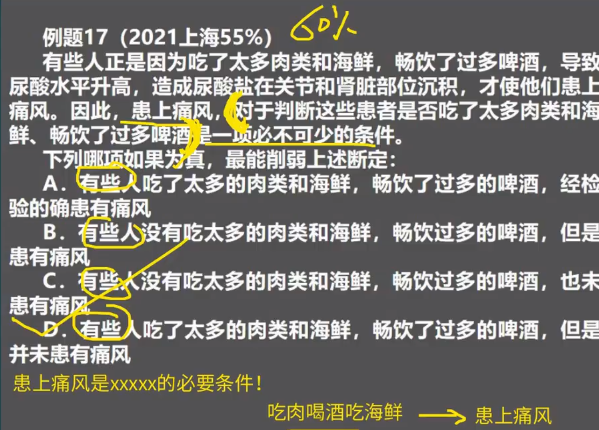 例题17（2021上海55%）
60%
有些人正是因为吃了太多肉类和海鲜，畅饮了过多啤酒，导致
尿酸水平升高，造成尿酸盐在关节和肾脏部位沉积，才使他们患上
痛风。因此，患上痛风，对于判断这些患者是否吃了太多肉类和海
鲜、畅饮了过多啤酒是一项必不可少的条件。
下列哪项如果为真，最能削弱上述断定：
A．有些人吃了太多的肉类和海鲜，畅饮了过多的啤酒，经检
验的确患有痛风
B．有些人没有吃太多的肉类和海鲜，畅饮过多的啤酒，但是
患有痛风
C．有些人没有吃太多的肉类和海鲜，畅饮过多的啤酒，也未
患有痛风
D．有些人吃了太多的肉类和海鲜，畅饮了过多的啤酒，但是
并未患有痛风
患上痛风是xxxxx的必要条件！
吃肉喝酒吃海鲜 → 患上痛风